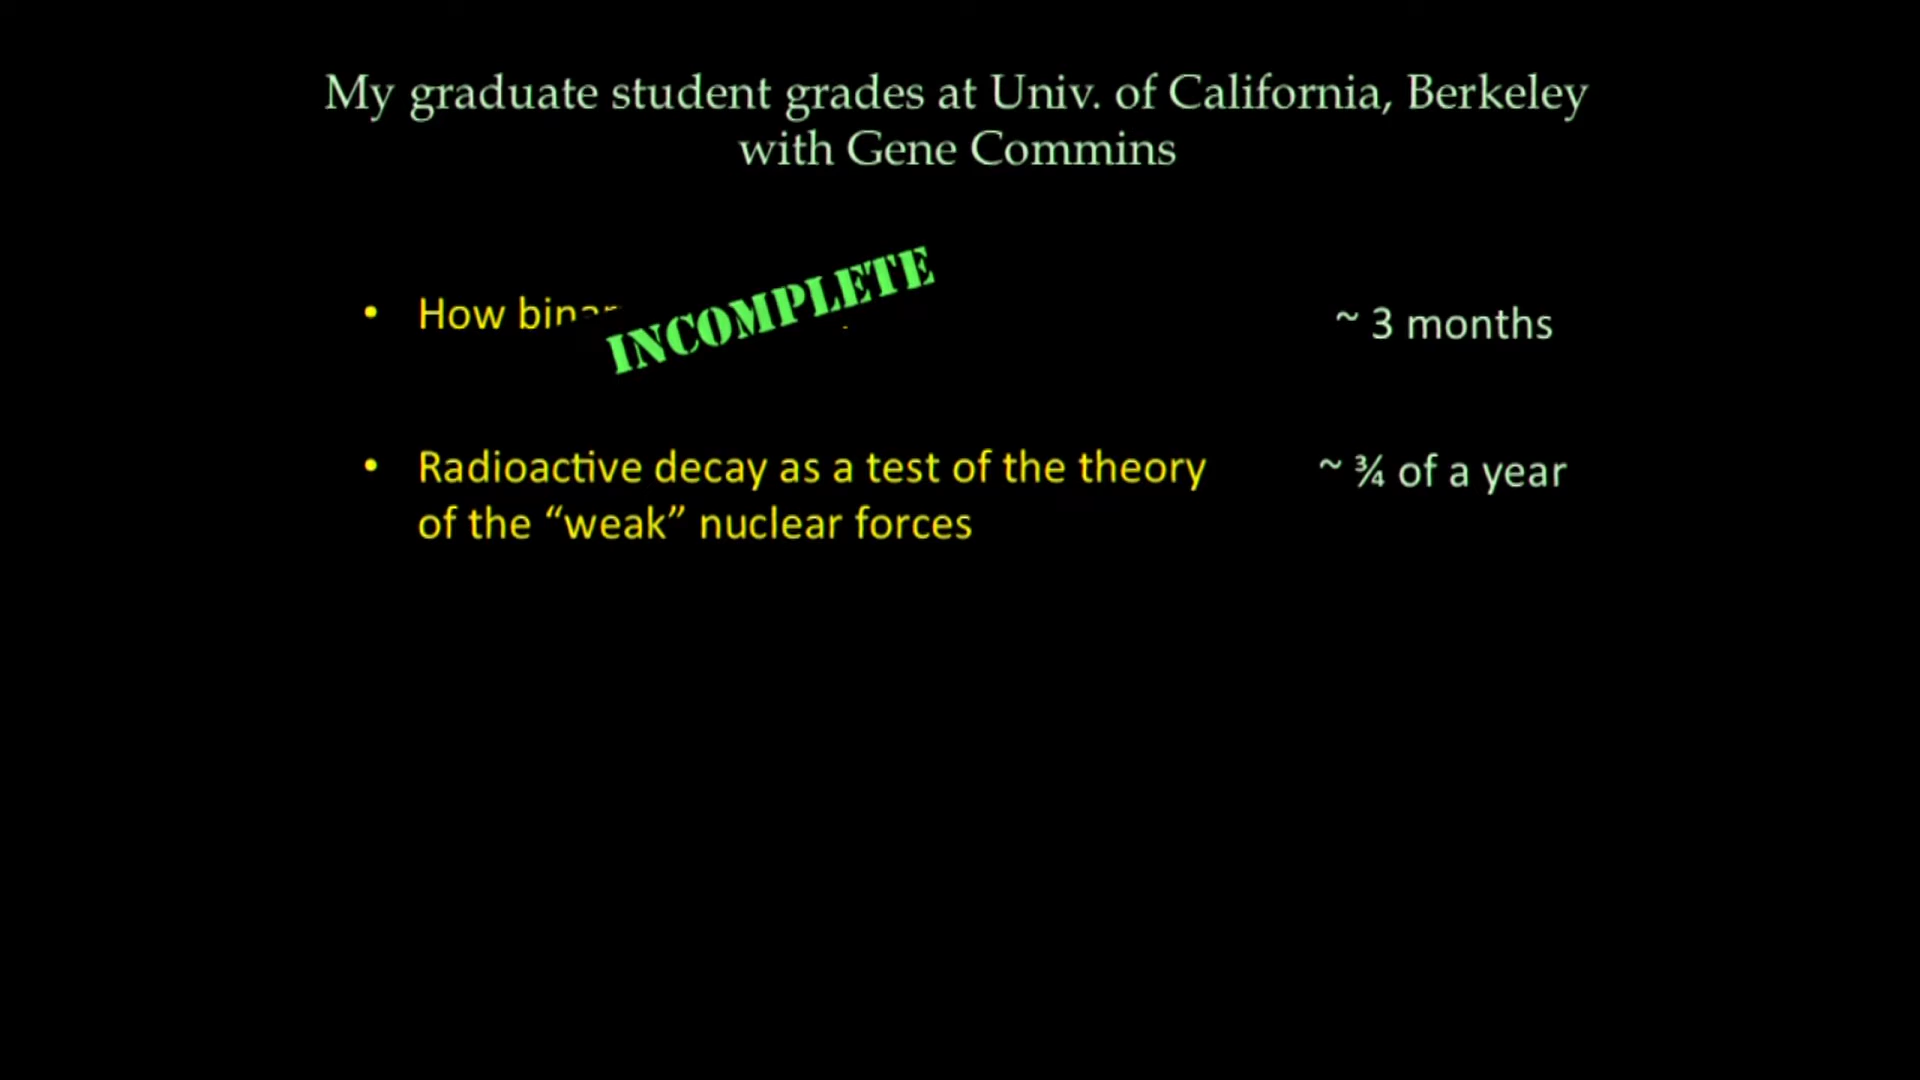 My graduate student grades at Univ. of California, Berkeley
with Gene Commins
• How
INCOMPLETE
~ 3 months
• Radioactive decay as a test of the theory
of the “weak” nuclear forces
~ ¾ of a year